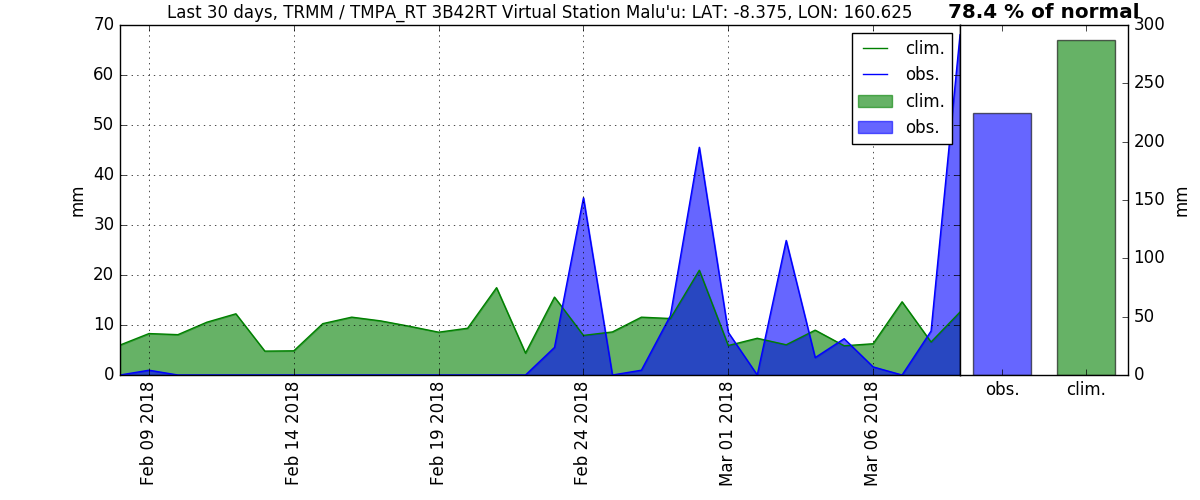 Last 30 days, TRMM / TMPA_RT 3B42RT Virtual Station Malu'u: LAT: -8.375, LON: 160.625
78.4 % of normal
70
60
50
40
30
20
10
0
mm
clim.
obs.
clim.
obs.
300
250
200
150
100
50
0
mm
Feb 09 2018
Feb 14 2018
Feb 19 2018
Feb 24 2018
Mar 01 2018
Mar 06 2018
obs.
clim.